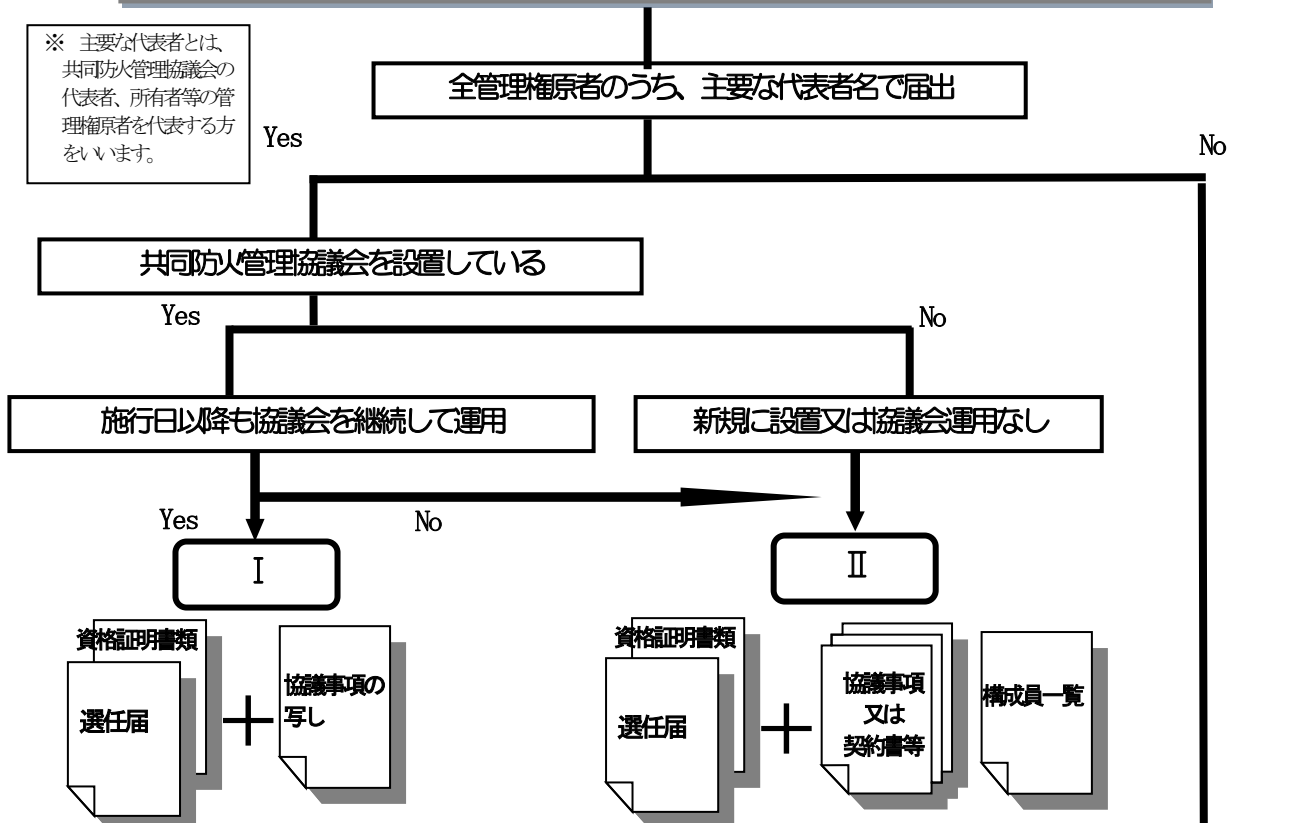 ※　主要な代表者とは、
共同防火管理協議会の
代表者、所有者等の管
理権原者を代表する方
をいいます。
全管理権原者のうち、主要な代表者名で届出
Yes
No
共同防火管理協議会を設置している
Yes
No
施行日以降も協議会を継続して運用
新規に設置又は協議会運用なし
Yes
No
Ⅰ
Ⅱ
資格証明書類
選任届
＋
協議事項の
写し
資格証明書類
選任届
＋
協議事項
又は
契約書等
構成員一覧